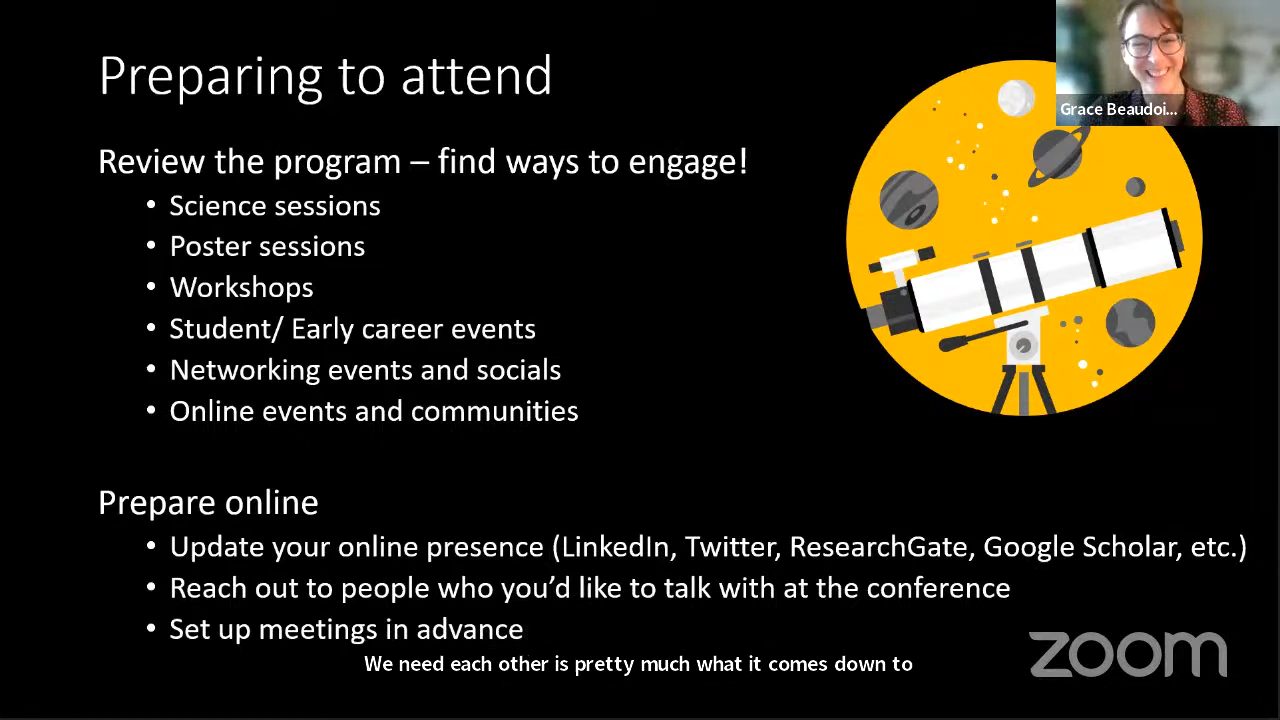 Preparing to attend
Grace Beaudoi...
Review the program – find ways to engage!
• Science sessions
• Poster sessions
• Workshops
• Student/ Early career events
• Networking events and socials
• Online events and communities
Prepare online
• Update your online presence (LinkedIn, Twitter, ResearchGate, Google Scholar, etc.)
• Reach out to people who you’d like to talk with at the conference
• Set up meetings in advance
We need each other is pretty much what it comes down to
zoom